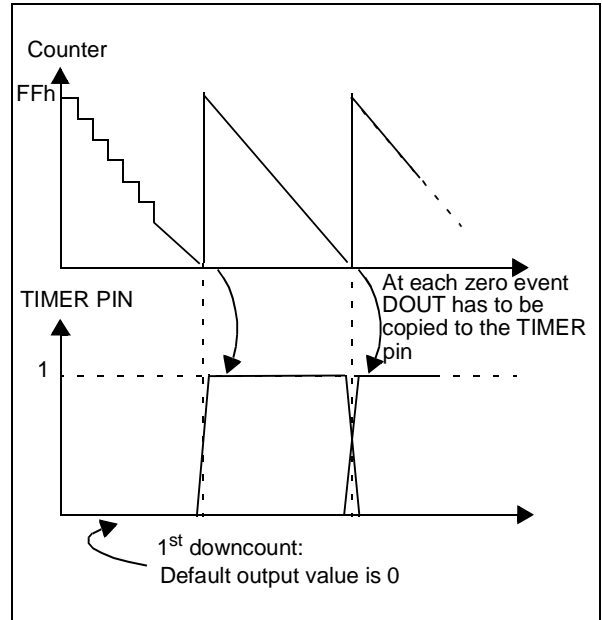 Counter
FFh
At each zero event
DOUT has to be
copied to the TIMER
pin
TIMER PIN
1
1st downcount:
Default output value is 0